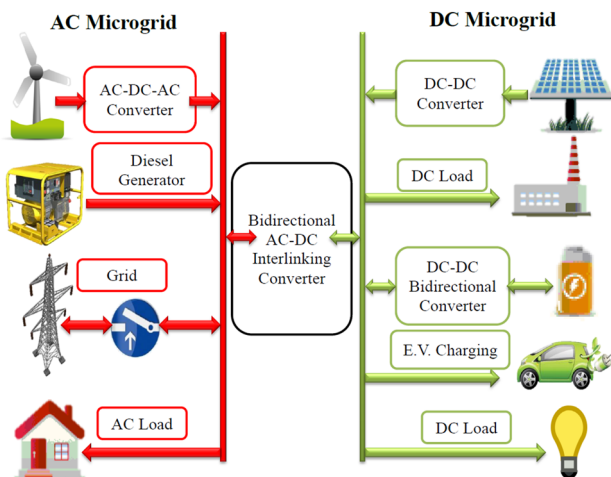 AC Microgrid
DC Microgrid
AC-DC-AC
Converter
DC-DC
Converter
Diesel
Generator
DC Load
Bidirectional
AC-DC
Interlinking
Converter
Grid
DC-DC
Bidirectional
Converter
E.V. Charging
AC Load
DC Load